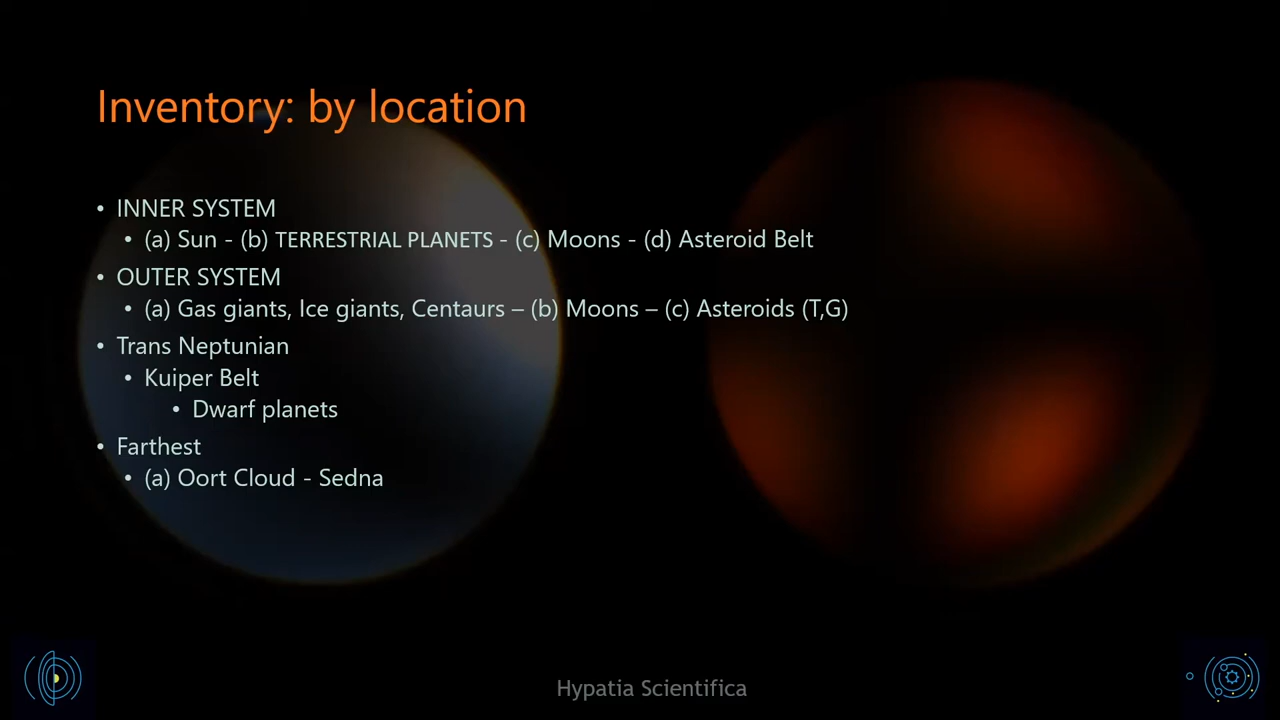 Inventory: by location
• INNER SYSTEM
• (a) Sun - (b) TERRESTRIAL PLANETS - (c) Moons - (d) Asteroid Belt
• OUTER SYSTEM
• (a) Gas giants, Ice giants, Centaurs – (b) Moons – (c) Asteroids (T,G)
• Trans Neptunian
• Kuiper Belt
• Dwarf planets
• Farthest
• (a) Oort Cloud - Sedna
Hypatia Scientifica